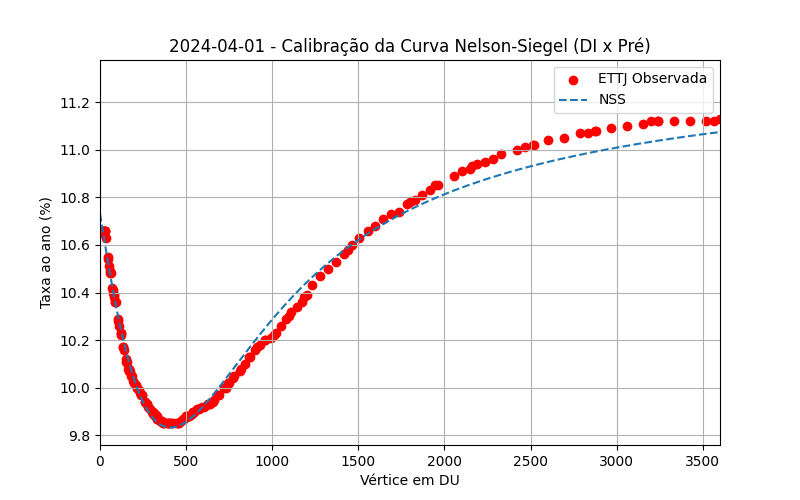 2024-04-01 - Calibração da Curva Nelson-Siegel (DI x Pré)
ETTJ Observada
NSS
Taxa ao ano (%)
11.2
11.0
10.8
10.6
10.4
10.2
10.0
9.8
0 500 1000 1500 2000 2500 3000 3500
Vértice em DU